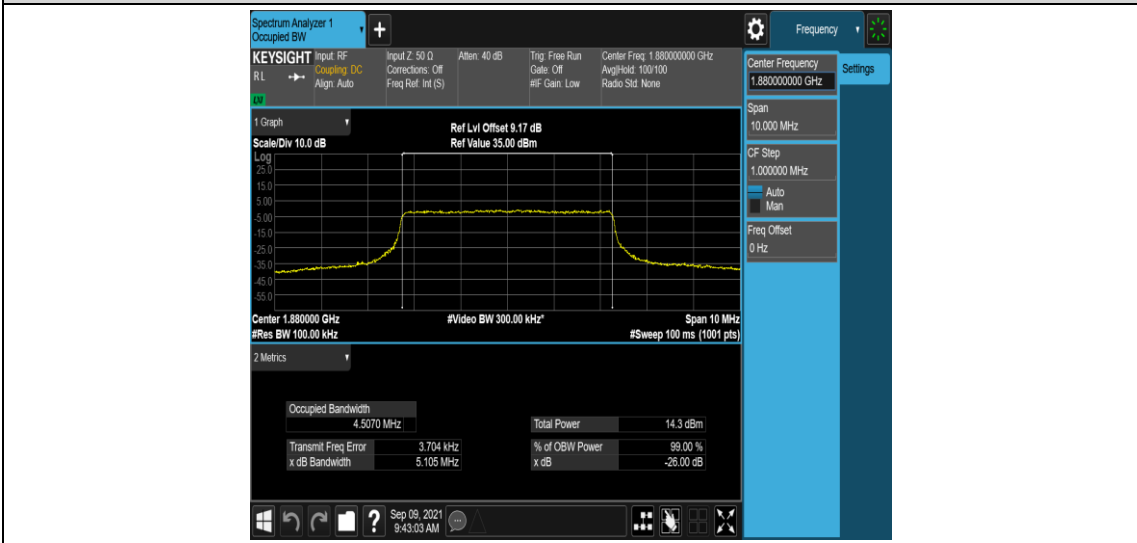 Spectrum Analyzer 1
Occupied BW
Frequency
KEYSIGHT
R L
LXI
Input: RF
Coupling: DC
Align: Auto
Input Z: 50 Ω
Corrections: Off
Freq Ref: Int (S)
Atten: 40 dB
Trig: Free Run
Gate: Off
#IF Gain: Low
Center Freq: 1.880000000 GHz
Avg|Hold: 100/100
Radio Std: None
Center Frequency
1.880000000 GHz
Settings
Span
10.000 MHz
CF Step
1.000000 MHz
Auto
Man
Freq Offset
0 Hz
1 Graph
Scale/Div 10.0 dB
Ref Lvl Offset 9.17 dB
Ref Value 35.00 dBm
Log
25.0
15.0
5.00
-5.00
-15.0
-25.0
-35.0
-45.0
-55.0
Center 1.880000 GHz
#Video BW 300.00 kHz*
Span 10 MHz
#Res BW 100.00 kHz
#Sweep 100 ms (1001 pts)
2 Metrics
Occupied Bandwidth
4.5070 MHz
Total Power 14.3 dBm
Transmit Freq Error 3.704 kHz
% of OBW Power 99.00 %
x dB Bandwidth 5.105 MHz
x dB -26.00 dB
?
Sep 09, 2021
9:43:03 AM